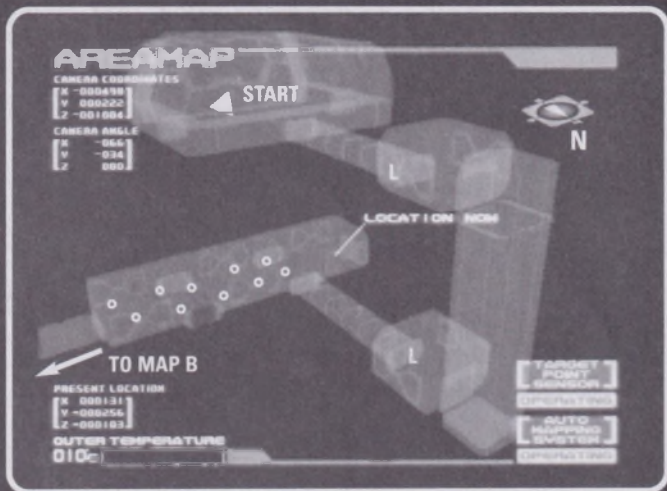 AREAMAP
CAMERA COORDINATES
X -000498
Y 000222
Z -001084
CAMERA ANGLE
X -066
Y -034
Z 000
START
N
L
LOCATION NOW
TO MAP B
L
PRESENT LOCATION
X 000131
Y -000256
Z -000103
OUTER TEMPERATURE
010°C
TARGET
POINT
SENSOR
OPERATING
AUTO
MAPPING
SYSTEM
OPERATING